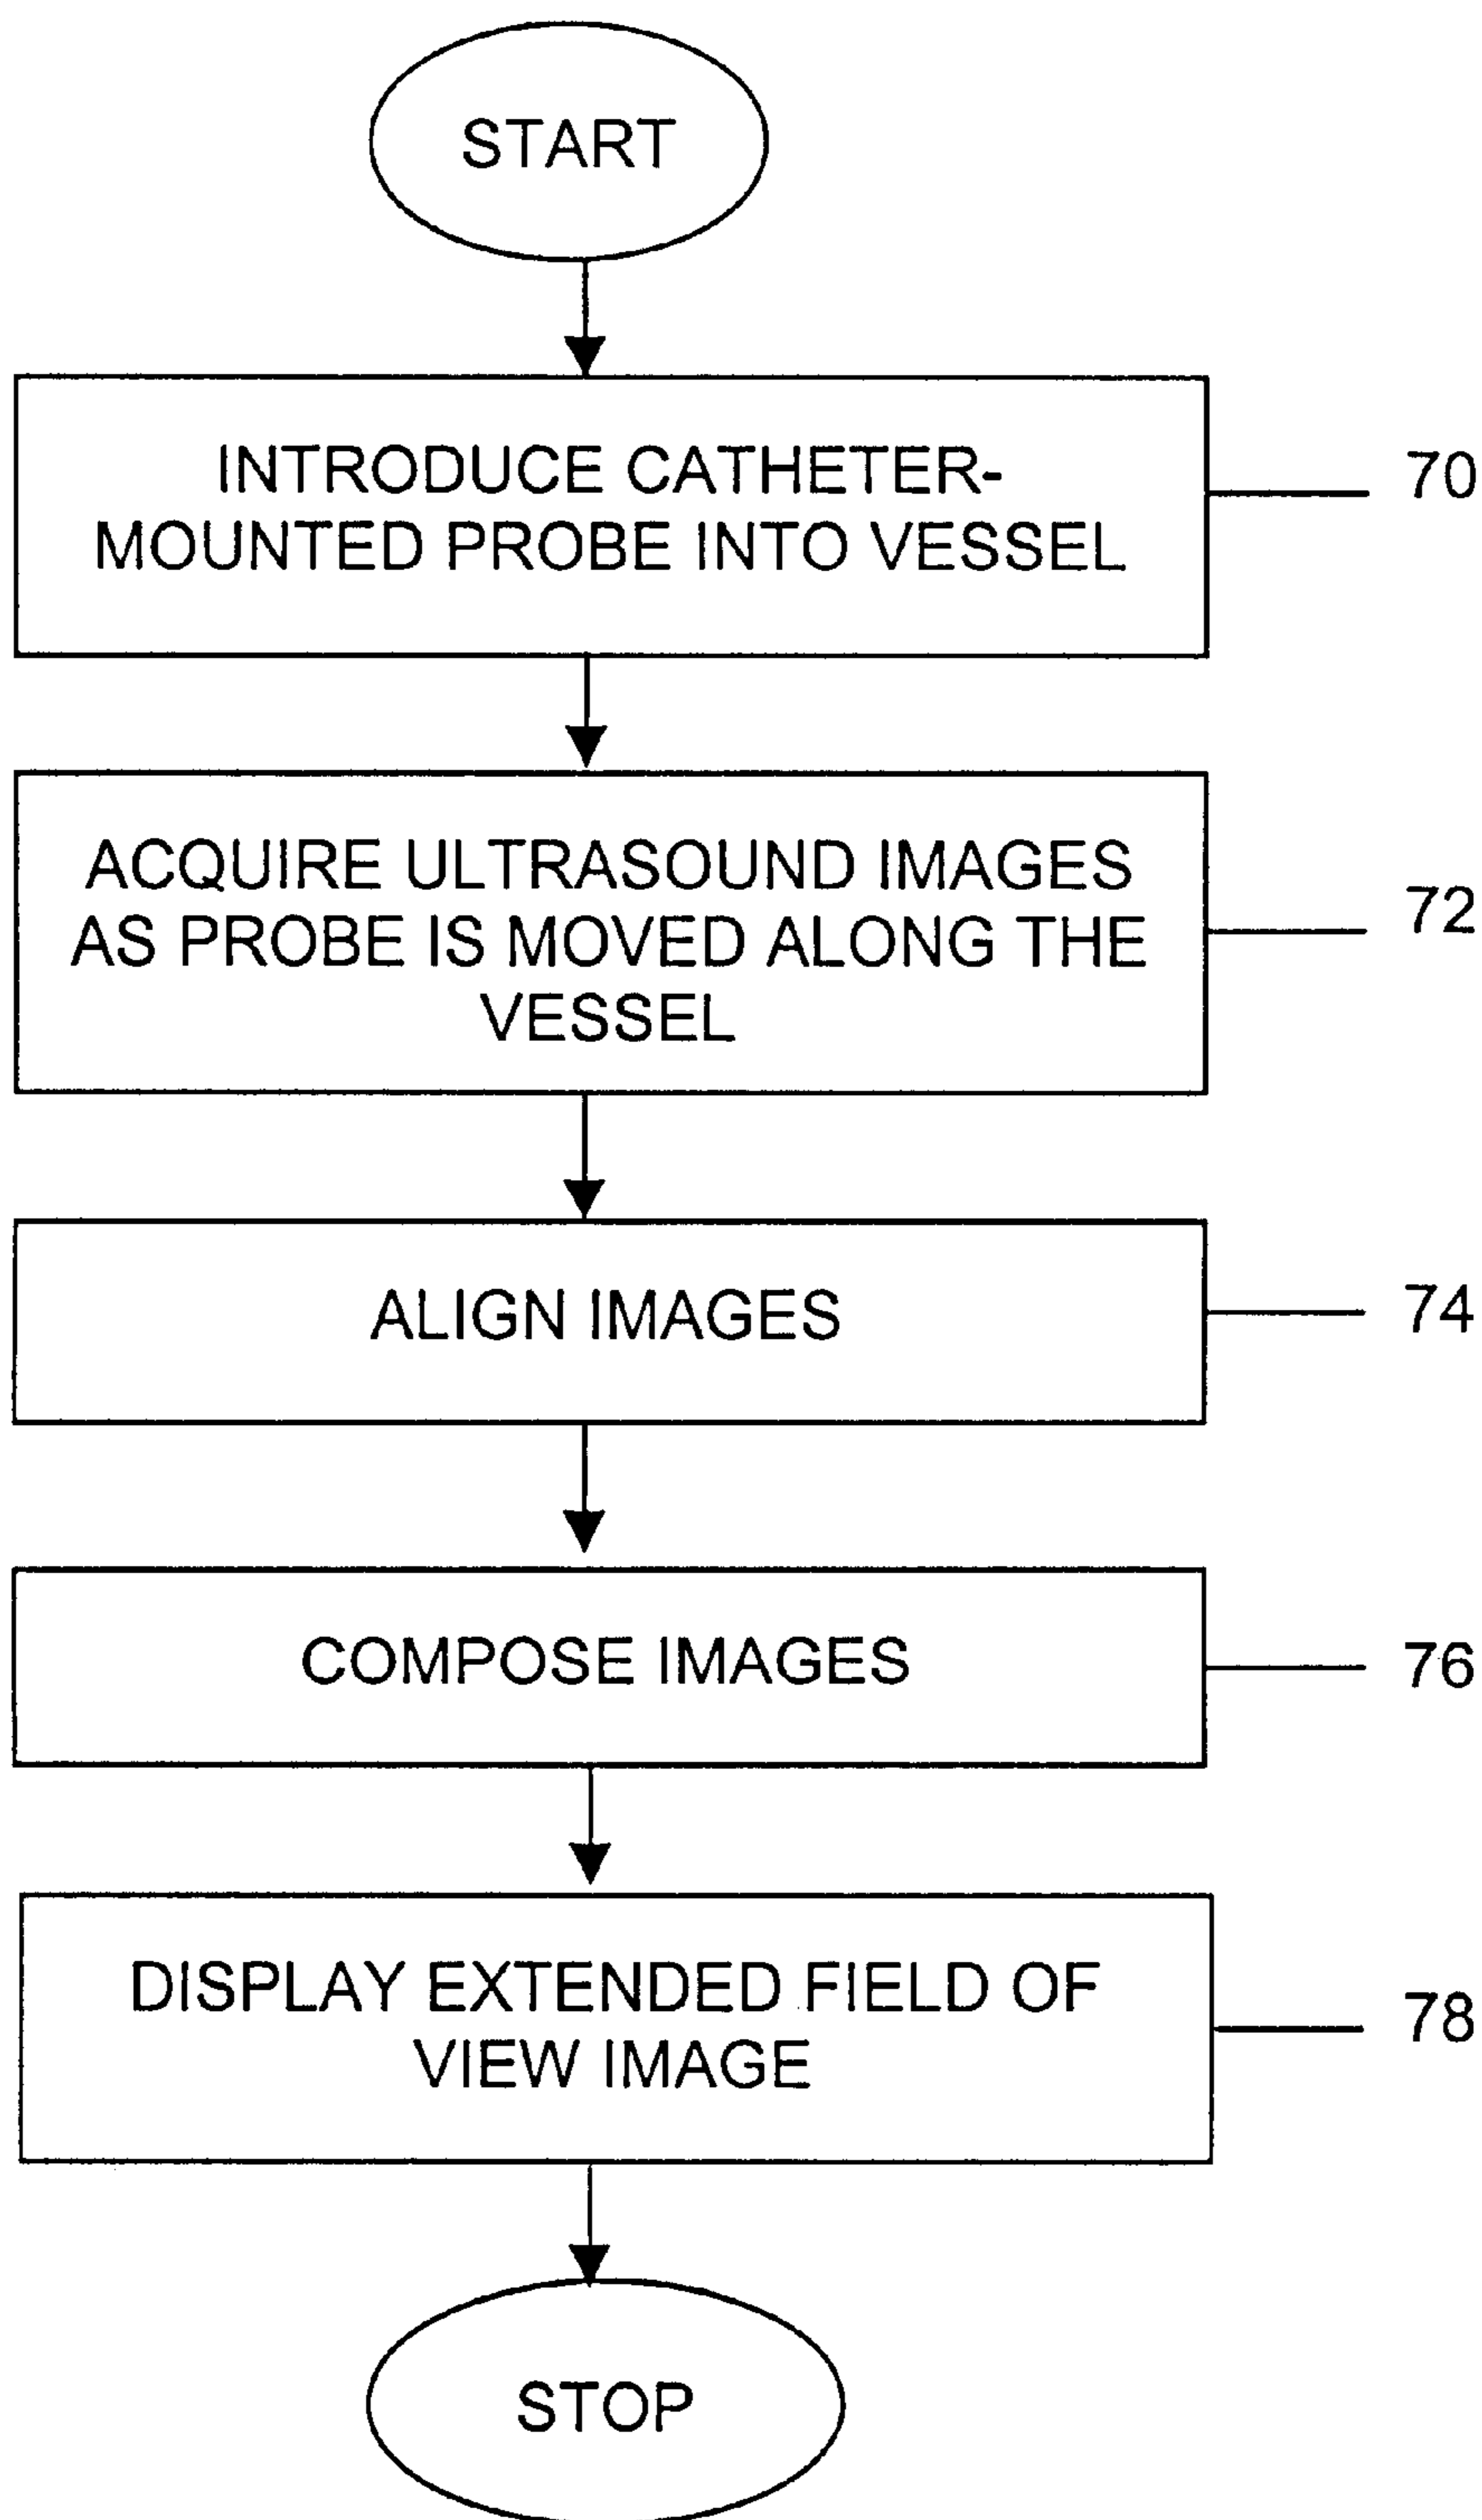 START
INTRODUCE CATHETER-
MOUNTED PROBE INTO VESSEL
70
ACQUIRE ULTRASOUND IMAGES
AS PROBE IS MOVED ALONG THE
VESSEL
72
ALIGN IMAGES
74
COMPOSE IMAGES
76
DISPLAY EXTENDED FIELD OF
VIEW IMAGE
78
STOP